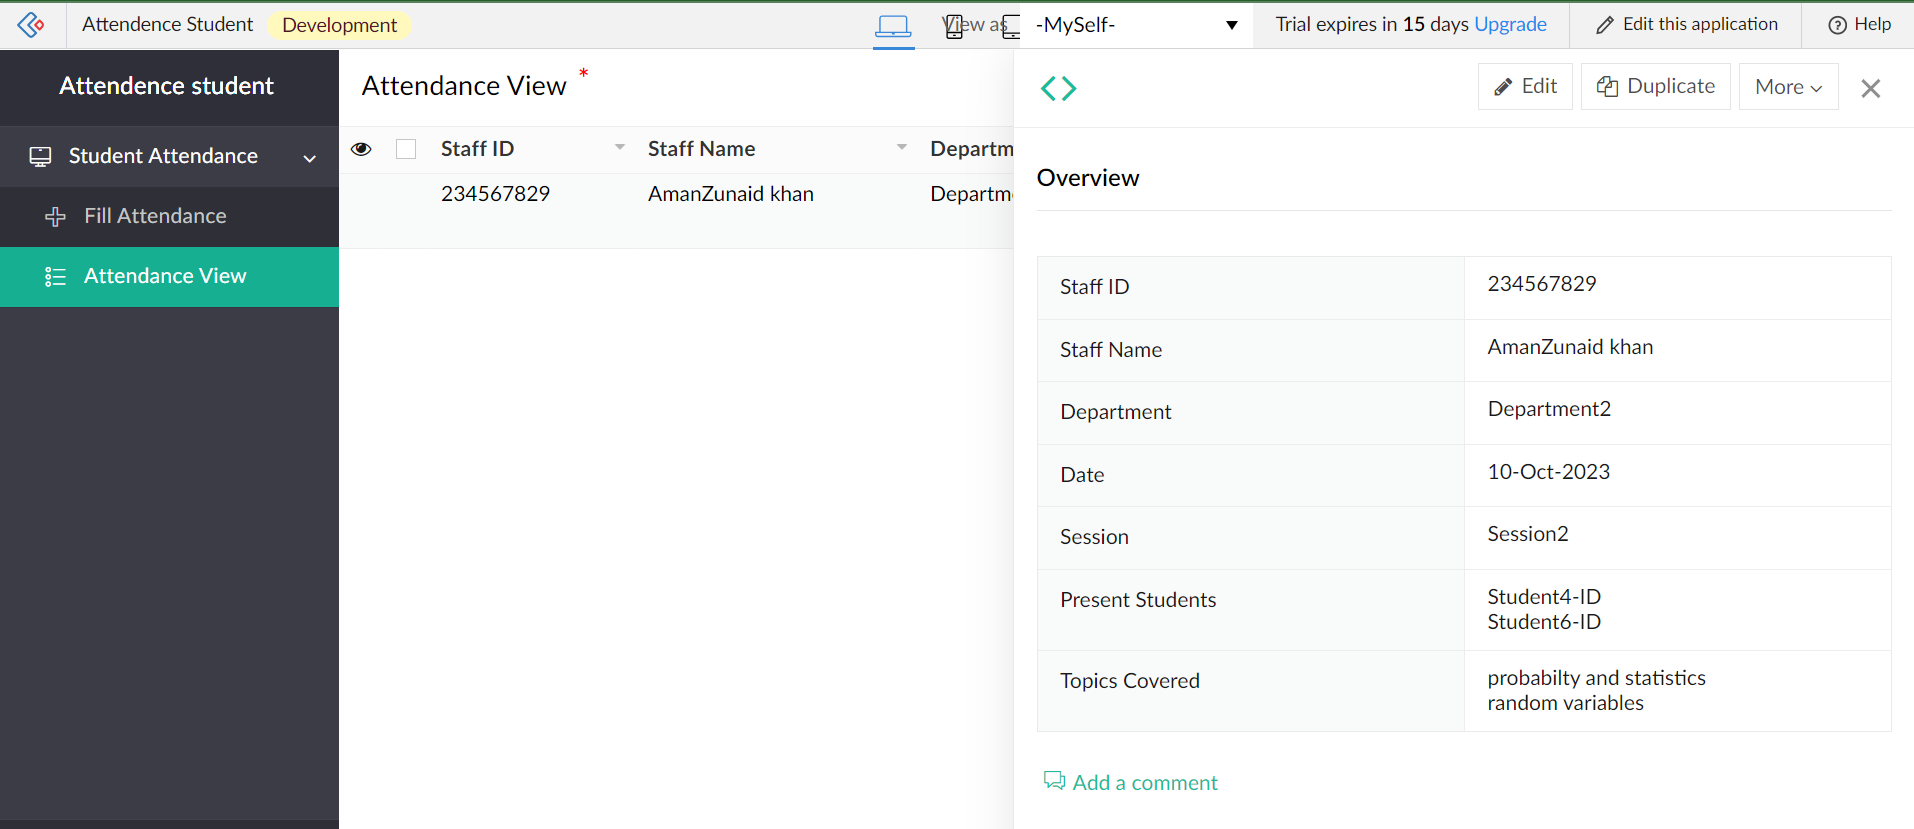 Attendence Student Development View as -MySelf- Trial expires in 15 days Upgrade Edit this application Help
Attendence student
Student Attendance
Fill Attendance
Attendance View
Attendance View *
Staff ID Staff Name Departm
234567829 AmanZunaid khan Departm
Edit Duplicate More
Overview
Staff ID 234567829
Staff Name AmanZunaid khan
Department Department2
Date 10-Oct-2023
Session Session2
Present Students Student4-ID
Student6-ID
Topics Covered probabilty and statistics
random variables
Add a comment